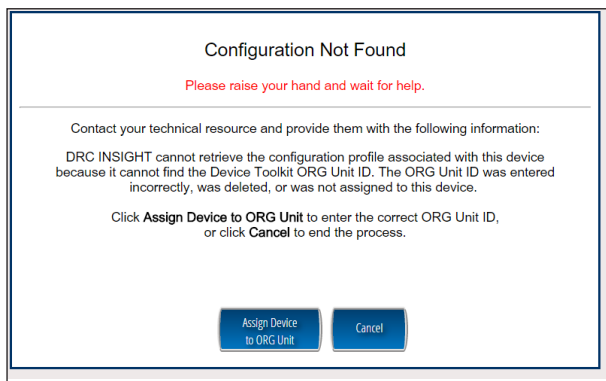 Configuration Not Found
Please raise your hand and wait for help.
Contact your technical resource and provide them with the following information:
DRC INSIGHT cannot retrieve the configuration profile associated with this device
because it cannot find the Device Toolkit ORG Unit ID. The ORG Unit ID was entered
incorrectly, was deleted, or was not assigned to this device.
Click Assign Device to ORG Unit to enter the correct ORG Unit ID,
or click Cancel to end the process.
Assign Device
to ORG Unit
Cancel